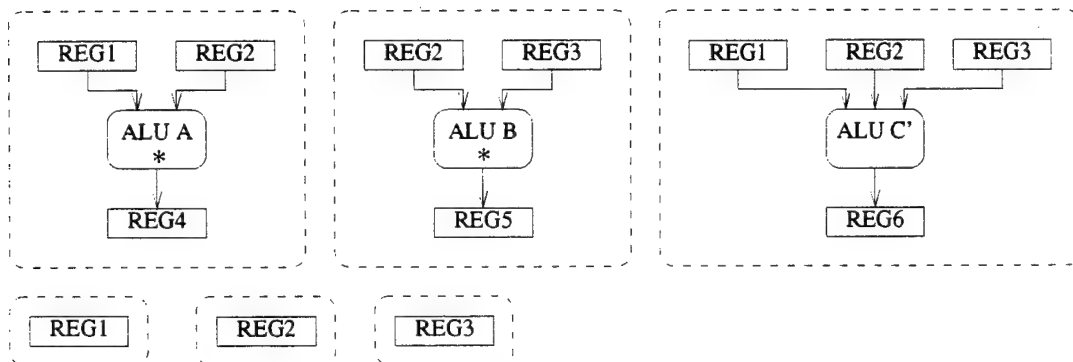 REG1 REG2
ALU A
*
REG4
REG2 REG3
ALU B
*
REG5
REG1 REG2 REG3
ALU C'
REG6
REG1 REG2 REG3